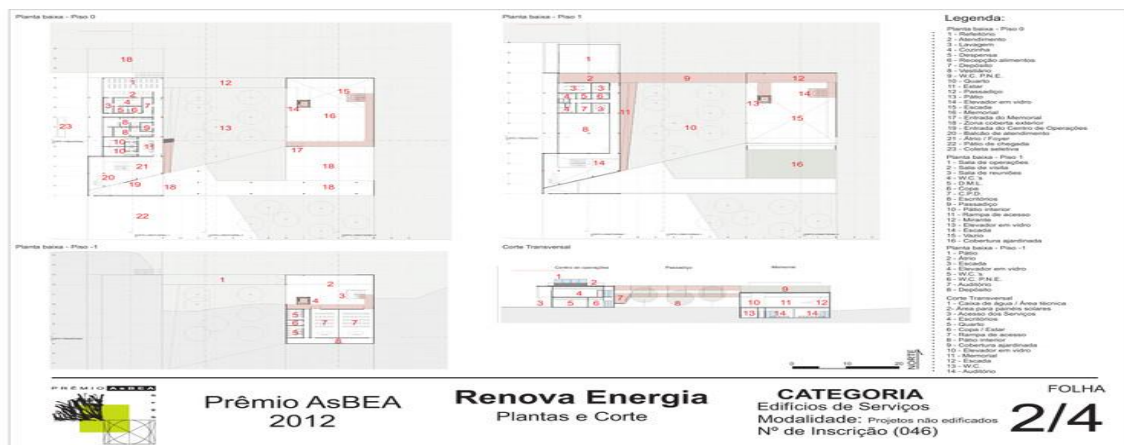 Planta baixa - Piso 0
Planta baixa - Piso 1
Planta baixa - Piso -1
Corte Transversal
Centro de operações
Passadiço
Memorial
Legenda:
Planta baixa - Piso 0
1 - Refeitório
2 - Atendimento
3 - Lavagem
4 - Cozinha
5 - Despensa
6 - Recepção alimentos
7 - Depósito
8 - Vestiário
9 - W.C. P.N.E.
10 - Quarto
11 - Estar
12 - Passadiço
13 - Pátio
14 - Elevador em vidro
15 - Escada
16 - Memorial
17 - Entrada do Memorial
18 - Zona coberta exterior
19 - Entrada do Centro de Operações
20 - Balcão de atendimento
21 - Átrio / Foyer
22 - Pátio de chegada
23 - Coleta seletiva
Planta baixa - Piso 1
1 - Sala de operações
2 - Sala de visita
3 - Sala de reuniões
4 - W.C.'s
5 - D.M.L.
6 - Copa
7 - C.P.D.
8 - Escritórios
9 - Passadiço
10 - Pátio interior
11 - Rampa de acesso
12 - Mirante
13 - Elevador em vidro
14 - Escada
15 - Vazio
16 - Cobertura ajardinada
Planta baixa - Piso -1
1 - Pátio
2 - Átrio
3 - Escada
4 - Elevador em vidro
5 - W.C.'s
6 - W.C. P.N.E.
7 - Auditório
8 - Depósito
Corte Transversal
1 - Caixa de água / Área técnica
2- Área para painéis solares
3 - Acesso dos Serviços
4 - Escritórios
5 - Quarto
6 - Copa / Estar
7 - Rampa de acesso
8 - Pátio interior
9 - Cobertura ajardinada
10 - Elevador em vidro
11 - Memorial
12 - Escada
13 - W.C.
14 - Auditório
0 10 20
NORTE
PRÊMIO AsBEA
2012
Prêmio AsBEA
2012
Renova Energia
Plantas e Corte
CATEGORIA
Edifícios de Serviços
Modalidade: Projetos não edificados
Nº de Inscrição (046)
FOLHA
2/4